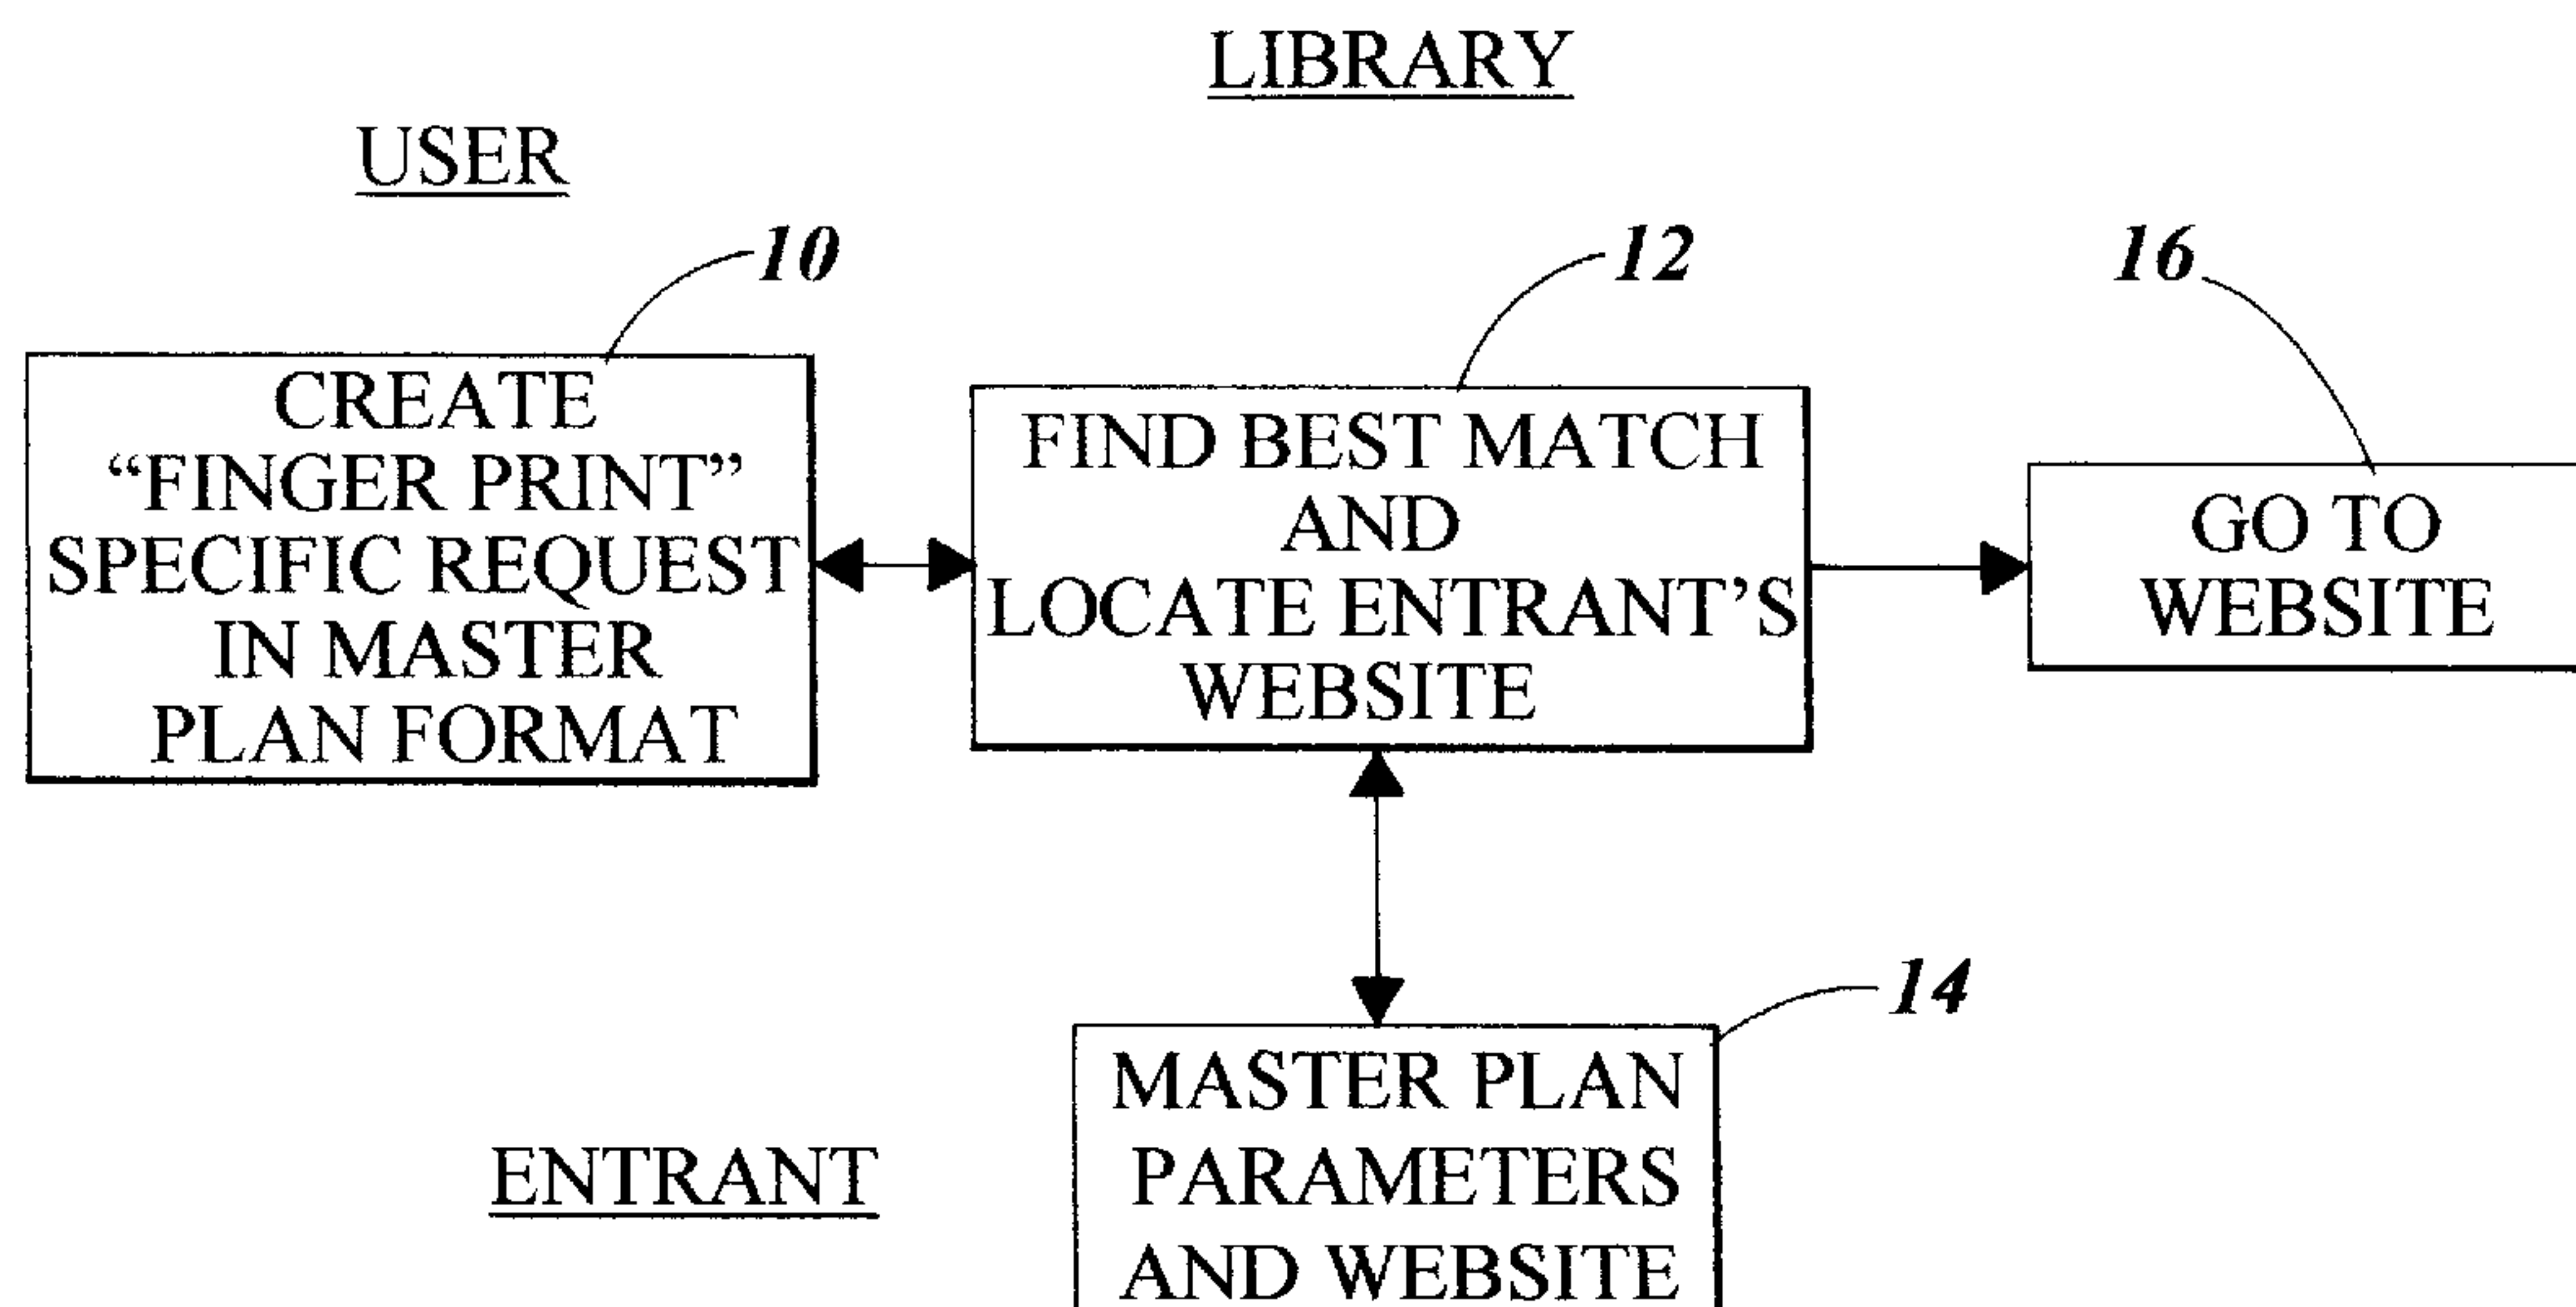 LIBRARY
USER
10
12
16
CREATE
“FINGER PRINT”
SPECIFIC REQUEST
IN MASTER
PLAN FORMAT
FIND BEST MATCH
AND
LOCATE ENTRANT’S
WEBSITE
GO TO
WEBSITE
14
ENTRANT
MASTER PLAN
PARAMETERS
AND WEBSITE